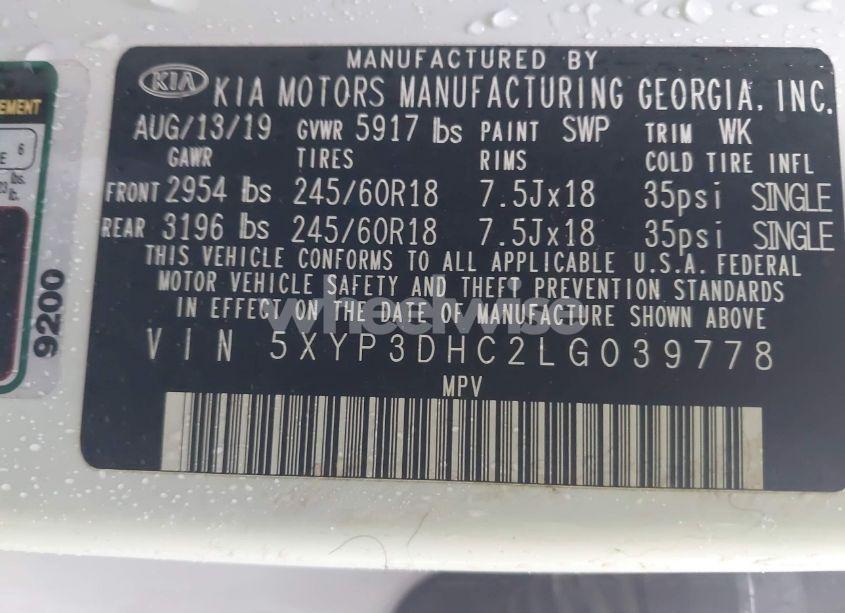 MANUFACTURED BY
KIA KIA MOTORS MANUFACTURING GEORGIA, INC.
AUG/13/19 GVWR 5917 lbs PAINT SWP TRIM WK
GAWR TIRES RIMS COLD TIRE INFL
FRONT 2954 lbs 245/60R18 7.5Jx18 35psi SINGLE
REAR 3196 lbs 245/60R18 7.5Jx18 35psi SINGLE
THIS VEHICLE CONFORMS TO ALL APPLICABLE U.S.A. FEDERAL
MOTOR VEHICLE SAFETY AND THEFT PREVENTION STANDARDS
IN EFFECT ON THE DATE OF MANUFACTURE SHOWN ABOVE
wheelwise
VIN 5XYP3DHC2LG039778
MPV
6
lbs.
lb.
9200